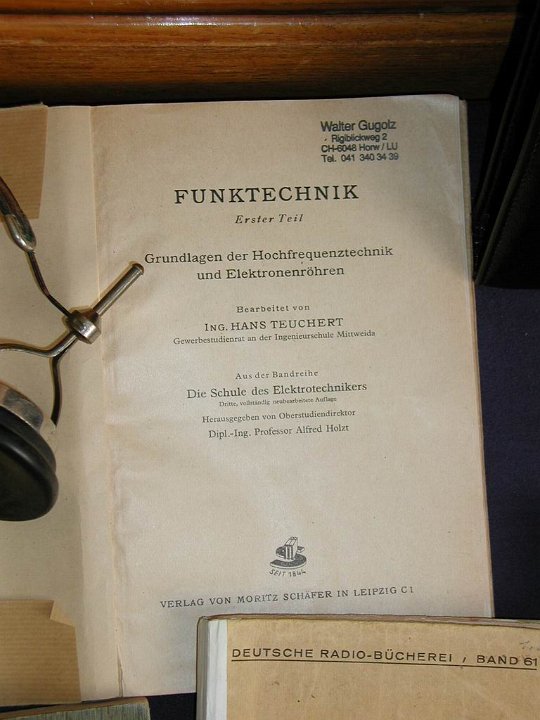 Walter Gugolz
Rigiblickweg 2
CH-6048 Horw / LU
Tel. 041 340 34 39
FUNKTECHNIK
Erster Teil
Grundlagen der Hochfrequenztechnik
und Elektronenröhren
Bearbeitet von
ING. HANS TEUCHERT
Gewerbestudienrat an der Ingenieurschule Mittweida
Aus der Bandreihe
Die Schule des Elektrotechnikers
Dritte, vollständig neubearbeitete Auflage
Herausgegeben von Oberstudiendirektor
Dipl.-Ing. Professor Alfred Holzt
SEIT 1844
VERLAG VON MORITZ SCHÄFER IN LEIPZIG C 1
DEUTSCHE RADIO-BÜCHEREI / BAND 61